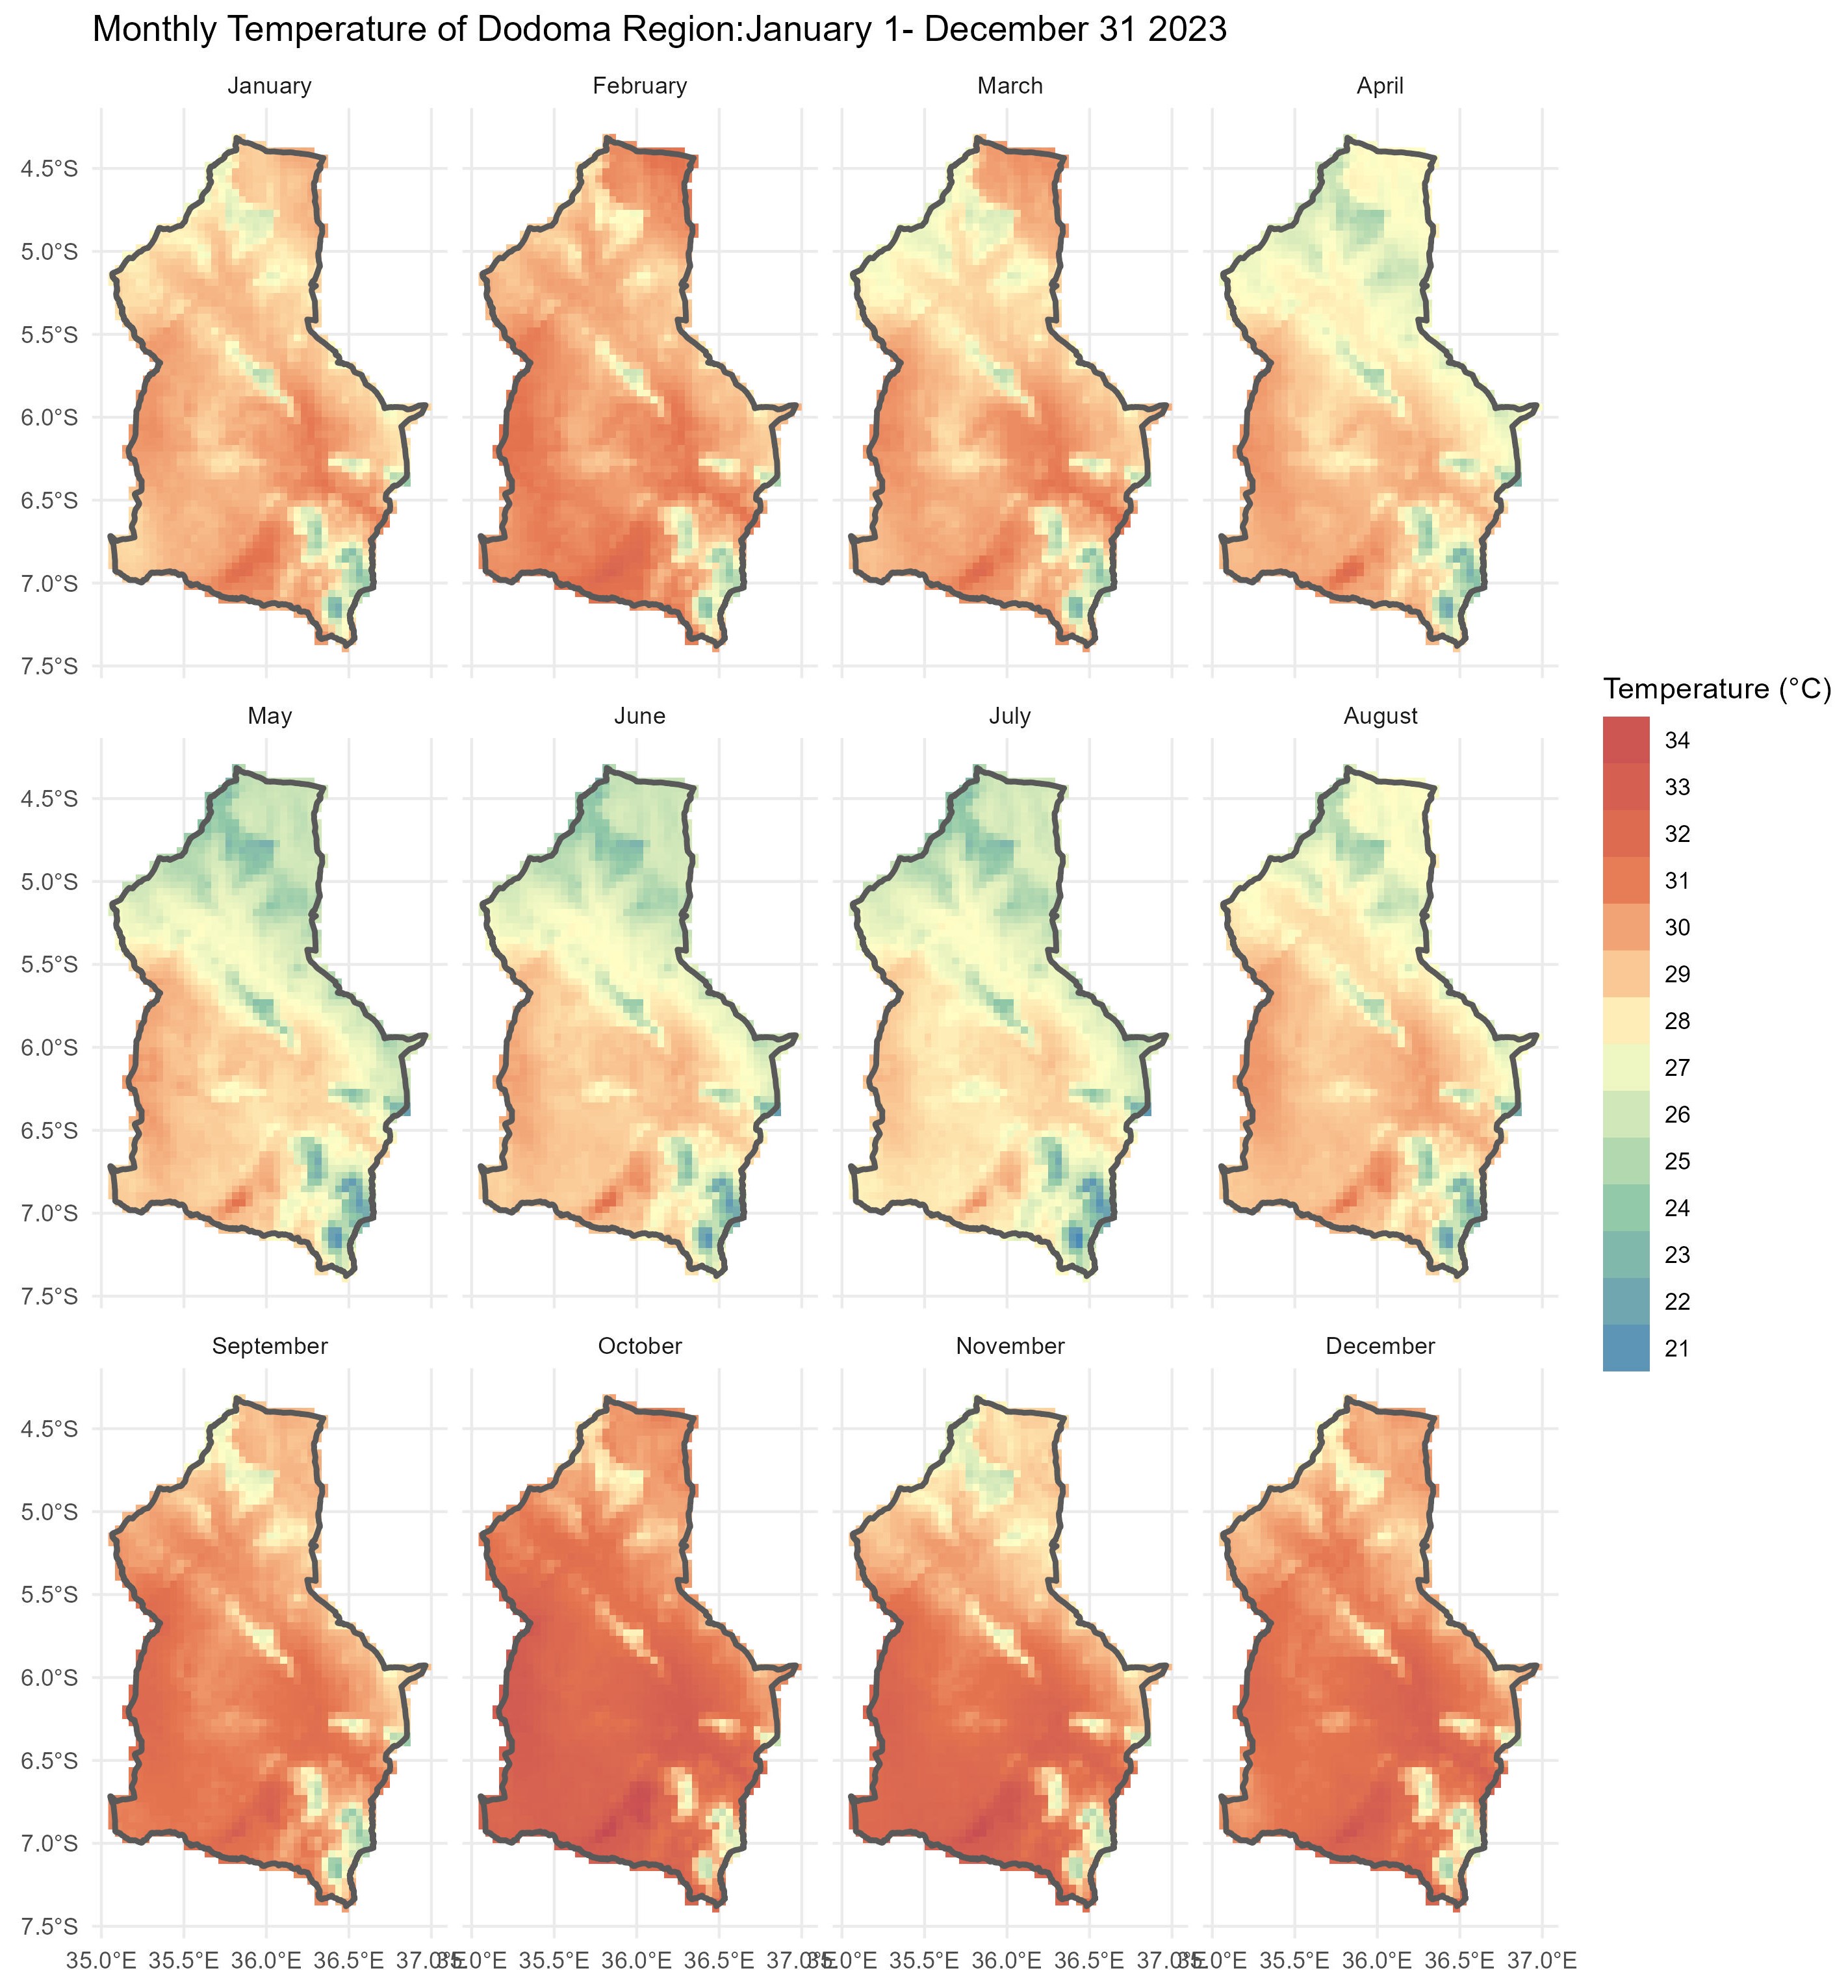 Monthly Temperature of Dodoma Region:January 1- December 31 2023
January February March April
4.5°S
5.0°S
5.5°S
6.0°S
6.5°S
7.0°S
7.5°S
May June July August
4.5°S
5.0°S
5.5°S
6.0°S
6.5°S
7.0°S
7.5°S
September October November December
4.5°S
5.0°S
5.5°S
6.0°S
6.5°S
7.0°S
7.5°S
35.0°E 35.5°E 36.0°E 36.5°E 37.0°E 35.0°E 35.5°E 36.0°E 36.5°E 37.0°E 35.0°E 35.5°E 36.0°E 36.5°E 37.0°E 35.0°E 35.5°E 36.0°E 36.5°E 37.0°E
Temperature (°C)
34
33
32
31
30
29
28
27
26
25
24
23
22
21